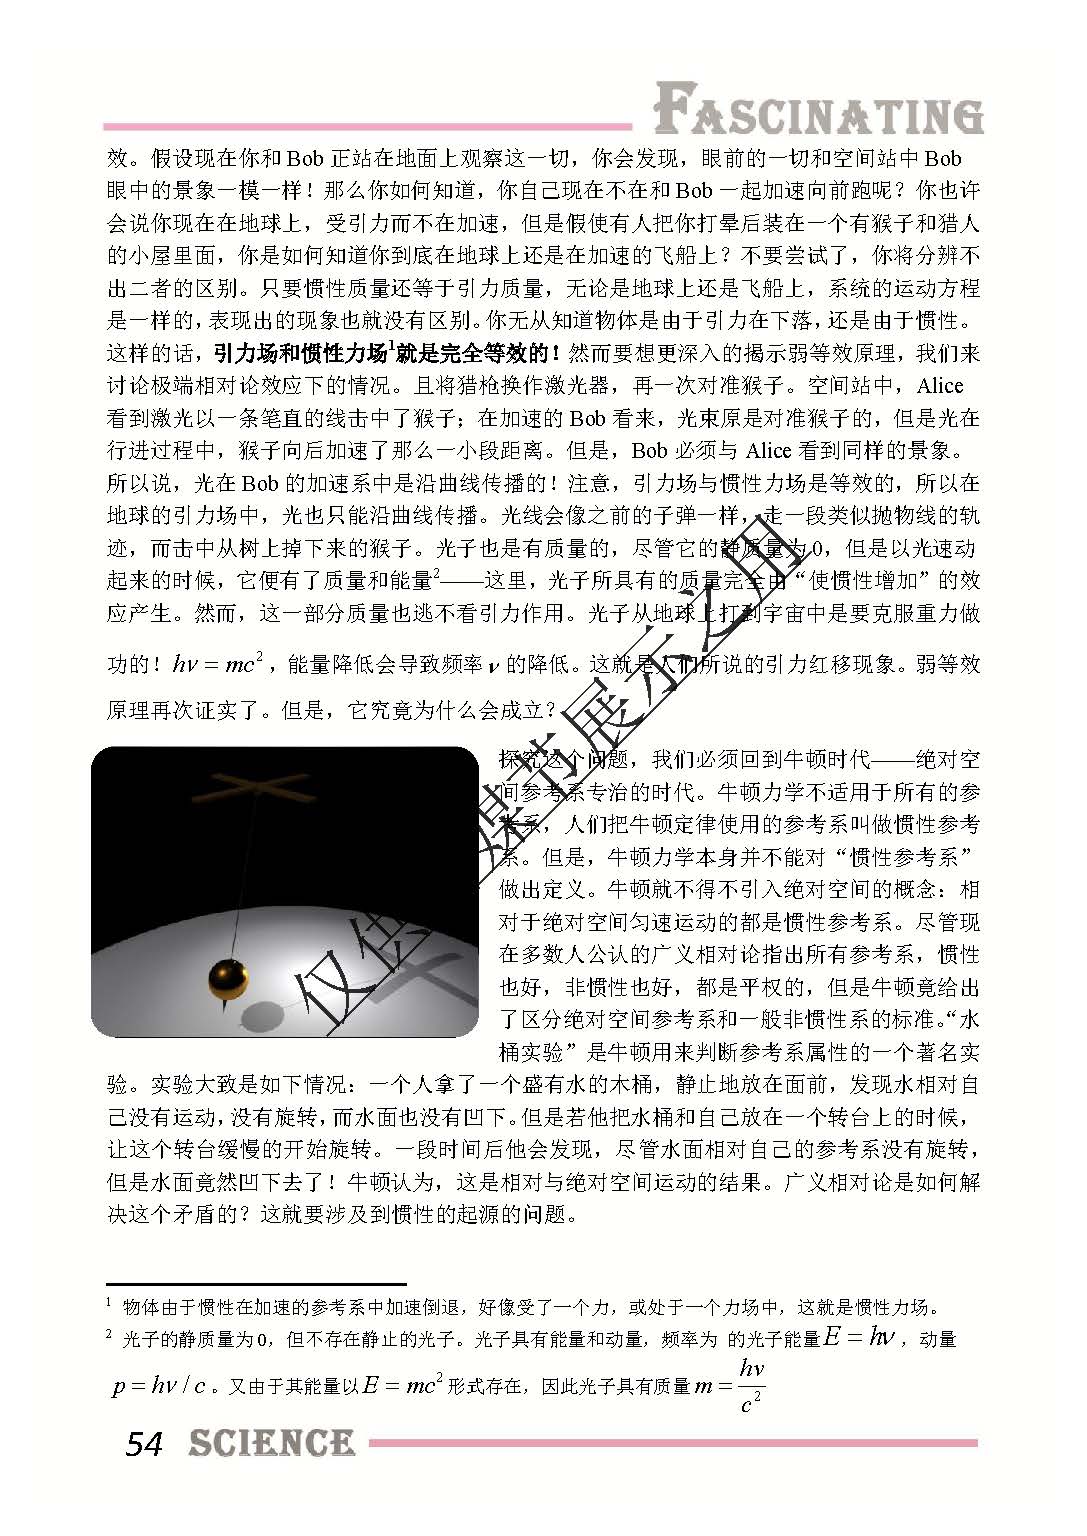 FASCINATING
效。假设现在你和 Bob 正站在地面上观察这一切，你会发现，眼前的一切和空间站中 Bob
眼中的景象一模一样！那么你如何知道，你自己现在不在和 Bob 一起加速向前跑呢？你也许
会说你现在在地球上，受引力而不在加速，但是假使有人把你打晕后装在一个有猴子和猎人
的小屋里面，你是如何知道你到底在地球上还是在加速的飞船上？不要尝试了，你将分辨不
出二者的区别。只要惯性质量还等于引力质量，无论是地球上还是飞船上，系统的运动方程
是一样的，表现出的现象也就没有区别。你无从知道物体是由于引力在下落，还是由于惯性。
这样的话，引力场和惯性力场¹就是完全等效的！然而要想更深入的揭示弱等效原理，我们来
讨论极端相对论效应下的情况。且将猎枪换作激光器，再一次对准猴子。空间站中，Alice
看到激光以一条笔直的线击中了猴子；在加速的 Bob 看来，光束原是对准猴子的，但是光在
行进过程中，猴子向后加速了那么一小段距离。但是，Bob 必须与 Alice 看到同样的景象。
所以说，光在 Bob 的加速系中是沿曲线传播的！注意，引力场与惯性力场是等效的，所以在
地球的引力场中，光也只能沿曲线传播。光线会像之前的子弹一样，走一段类似抛物线的轨
迹，而击中从树上掉下来的猴子。光子也是有质量的，尽管它的静质量为 0，但是以光速动
起来的时候，它便有了质量和能量²——这里，光子所具有的质量完全由“使惯性增加”的效
应产生。然而，这一部分质量也逃不看引力作用。光子从地球上打到宇宙中是要克服重力做
功的！hν = mc²，能量降低会导致频率 ν 的降低。这就是人们所说的引力红移现象。弱等效
原理再次证实了。但是，它究竟为什么会成立？
探究这个问题，我们必须回到牛顿时代——绝对空
间参考系专治的时代。牛顿力学不适用于所有的参
考系，人们把牛顿定律使用的参考系叫做惯性参考
系。但是，牛顿力学本身并不能对“惯性参考系”
做出定义。牛顿就不得不引入绝对空间的概念：相
对于绝对空间匀速运动的都是惯性参考系。尽管现
在多数人公认的广义相对论指出所有参考系，惯性
也好，非惯性也好，都是平权的，但是牛顿竟给出
了区分绝对空间参考系和一般非惯性系的标准。“水
桶实验”是牛顿用来判断参考系属性的一个著名实
验。实验大致是如下情况：一个人拿了一个盛有水的木桶，静止地放在面前，发现水相对自
己没有运动，没有旋转，而水面也没有凹下。但是若他把水桶和自己放在一个转台上的时候，
让这个转台缓慢的开始旋转。一段时间后他会发现，尽管水面相对自己的参考系没有旋转，
但是水面竟然凹下去了！牛顿认为，这是相对与绝对空间运动的结果。广义相对论是如何解
决这个矛盾的？这就要涉及到惯性的起源的问题。
¹ 物体由于惯性在加速的参考系中加速倒退，好像受了一个力，或处于一个力场中，这就是惯性力场。
² 光子的静质量为 0，但不存在静止的光子。光子具有能量和动量，频率为 的光子能量 E = hν，动量
p = hν / c。又由于其能量以 E = mc² 形式存在，因此光子具有质量 m = hν / c²
54 SCIENCE